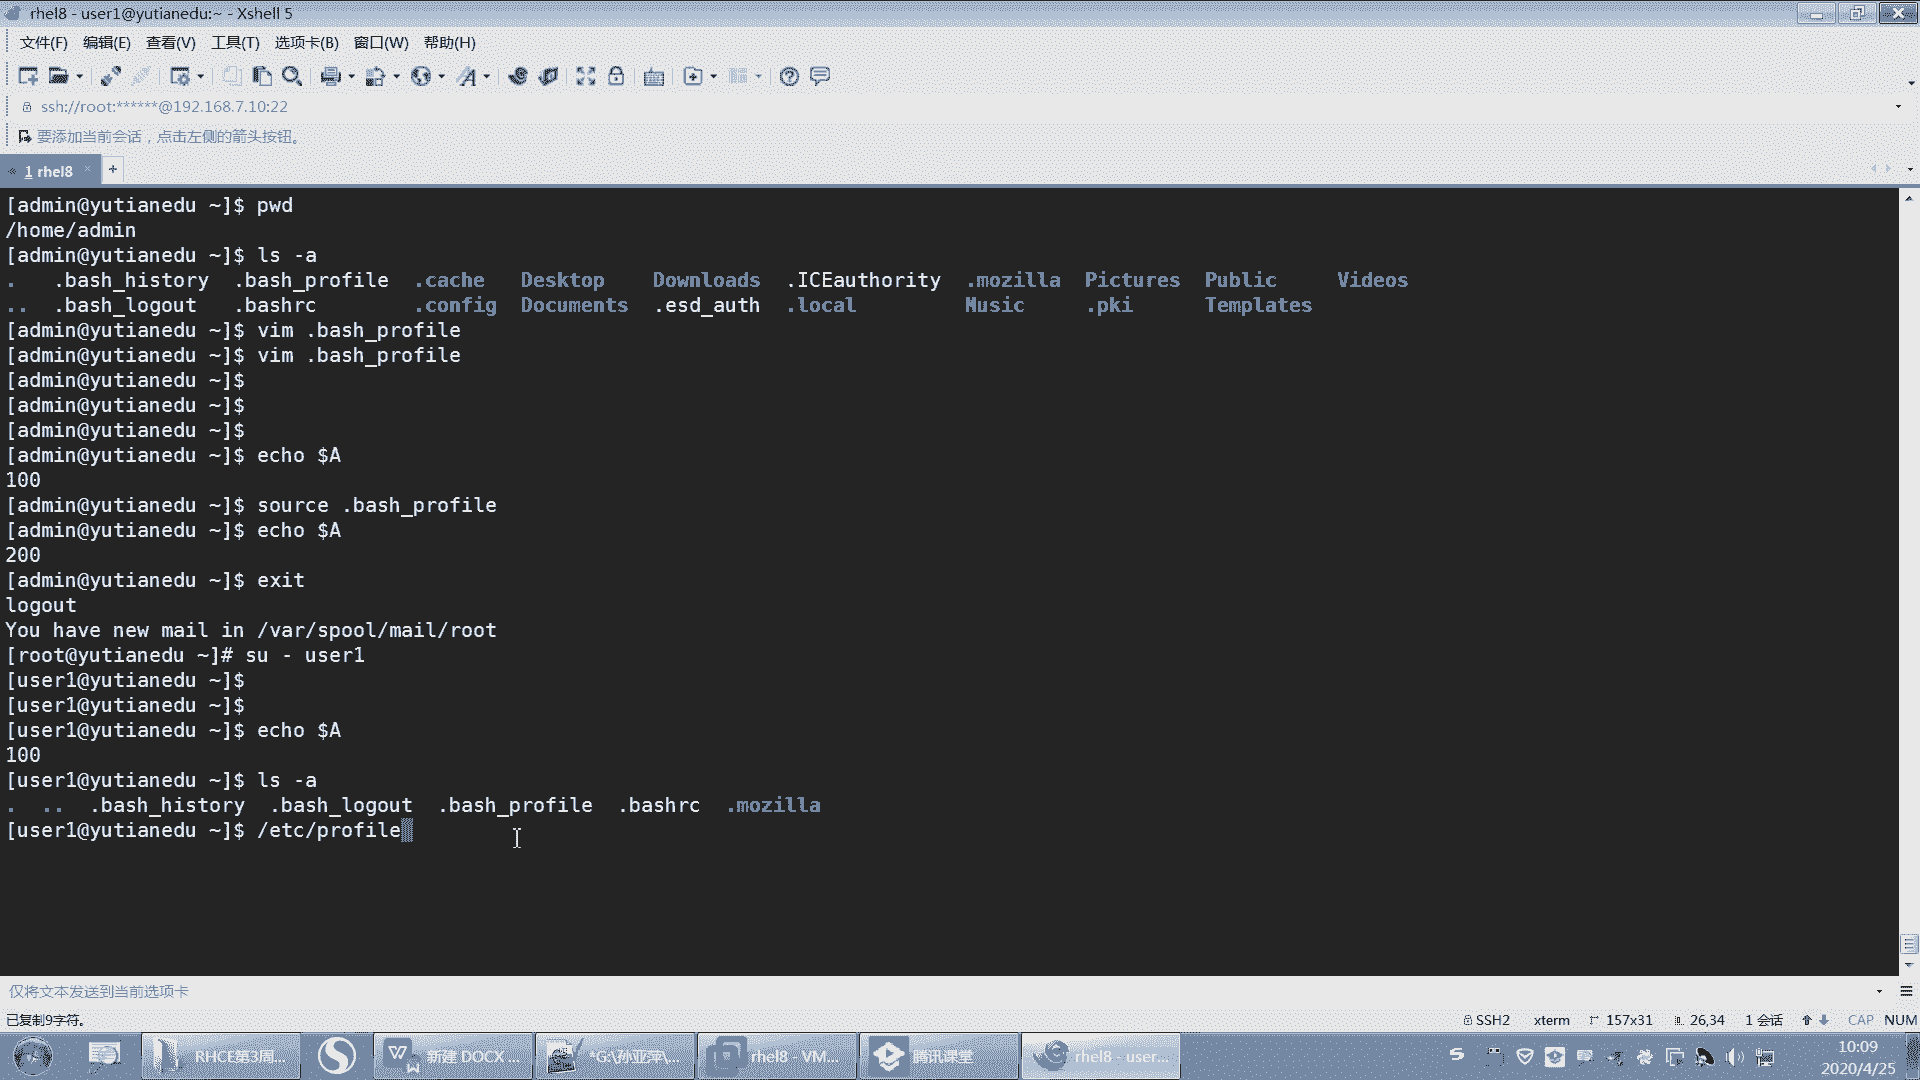 rhel8 - user1@yutianedu:~ - Xshell 5
文件(F) 编辑(E) 查看(V) 工具(T) 选项卡(B) 窗口(W) 帮助(H)
ssh://root:******@192.168.7.10:22
要添加当前会话，点击左侧的箭头按钮。
1 rhel8
[admin@yutianedu ~]$ pwd
/home/admin
[admin@yutianedu ~]$ ls -a
. .bash_history .bash_profile .cache Desktop Downloads .ICEauthority .mozilla Pictures Public Videos
.. .bash_logout .bashrc .config Documents .esd_auth .local Music .pki Templates
[admin@yutianedu ~]$ vim .bash_profile
[admin@yutianedu ~]$ vim .bash_profile
[admin@yutianedu ~]$
[admin@yutianedu ~]$
[admin@yutianedu ~]$
[admin@yutianedu ~]$ echo $A
100
[admin@yutianedu ~]$ source .bash_profile
[admin@yutianedu ~]$ echo $A
200
[admin@yutianedu ~]$ exit
logout
You have new mail in /var/spool/mail/root
[root@yutianedu ~]# su - user1
[user1@yutianedu ~]$
[user1@yutianedu ~]$
[user1@yutianedu ~]$ echo $A
100
[user1@yutianedu ~]$ ls -a
. .. .bash_history .bash_logout .bash_profile .bashrc .mozilla
[user1@yutianedu ~]$ /etc/profile
仅将文本发送到当前选项卡
已复制9字符。 SSH2 xterm 157x31 26,34 1 会话 CAP NUM
RHCE第3周... 新建 DOCX ... *G:\孙亚萍\... rhel8 - VM... 腾讯课堂 rhel8 - user... 10:09
2020/4/25